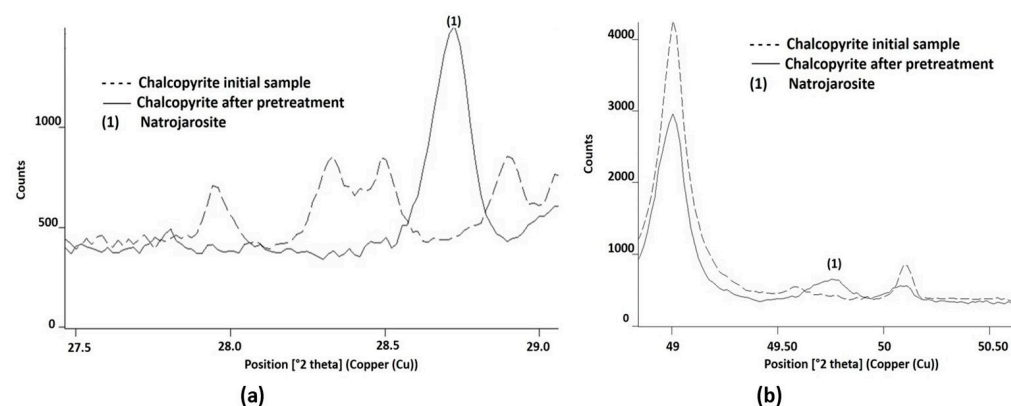 (1)
Chalcopyrite initial sample
Chalcopyrite after pretreatment
(1) Natrojarosite
1000
500
0
Counts
27.5 28.0 28.5 28.5 29.0
Position [°2 theta] (Copper (Cu))
(a)
4000
3000
2000
1000
0
Counts
Chalcopyrite initial sample
Chalcopyrite after pretreatment
(1) Natrojarosite
(1)
49 49.50 50 50.50
Position [°2 theta] (Copper (Cu))
(b)